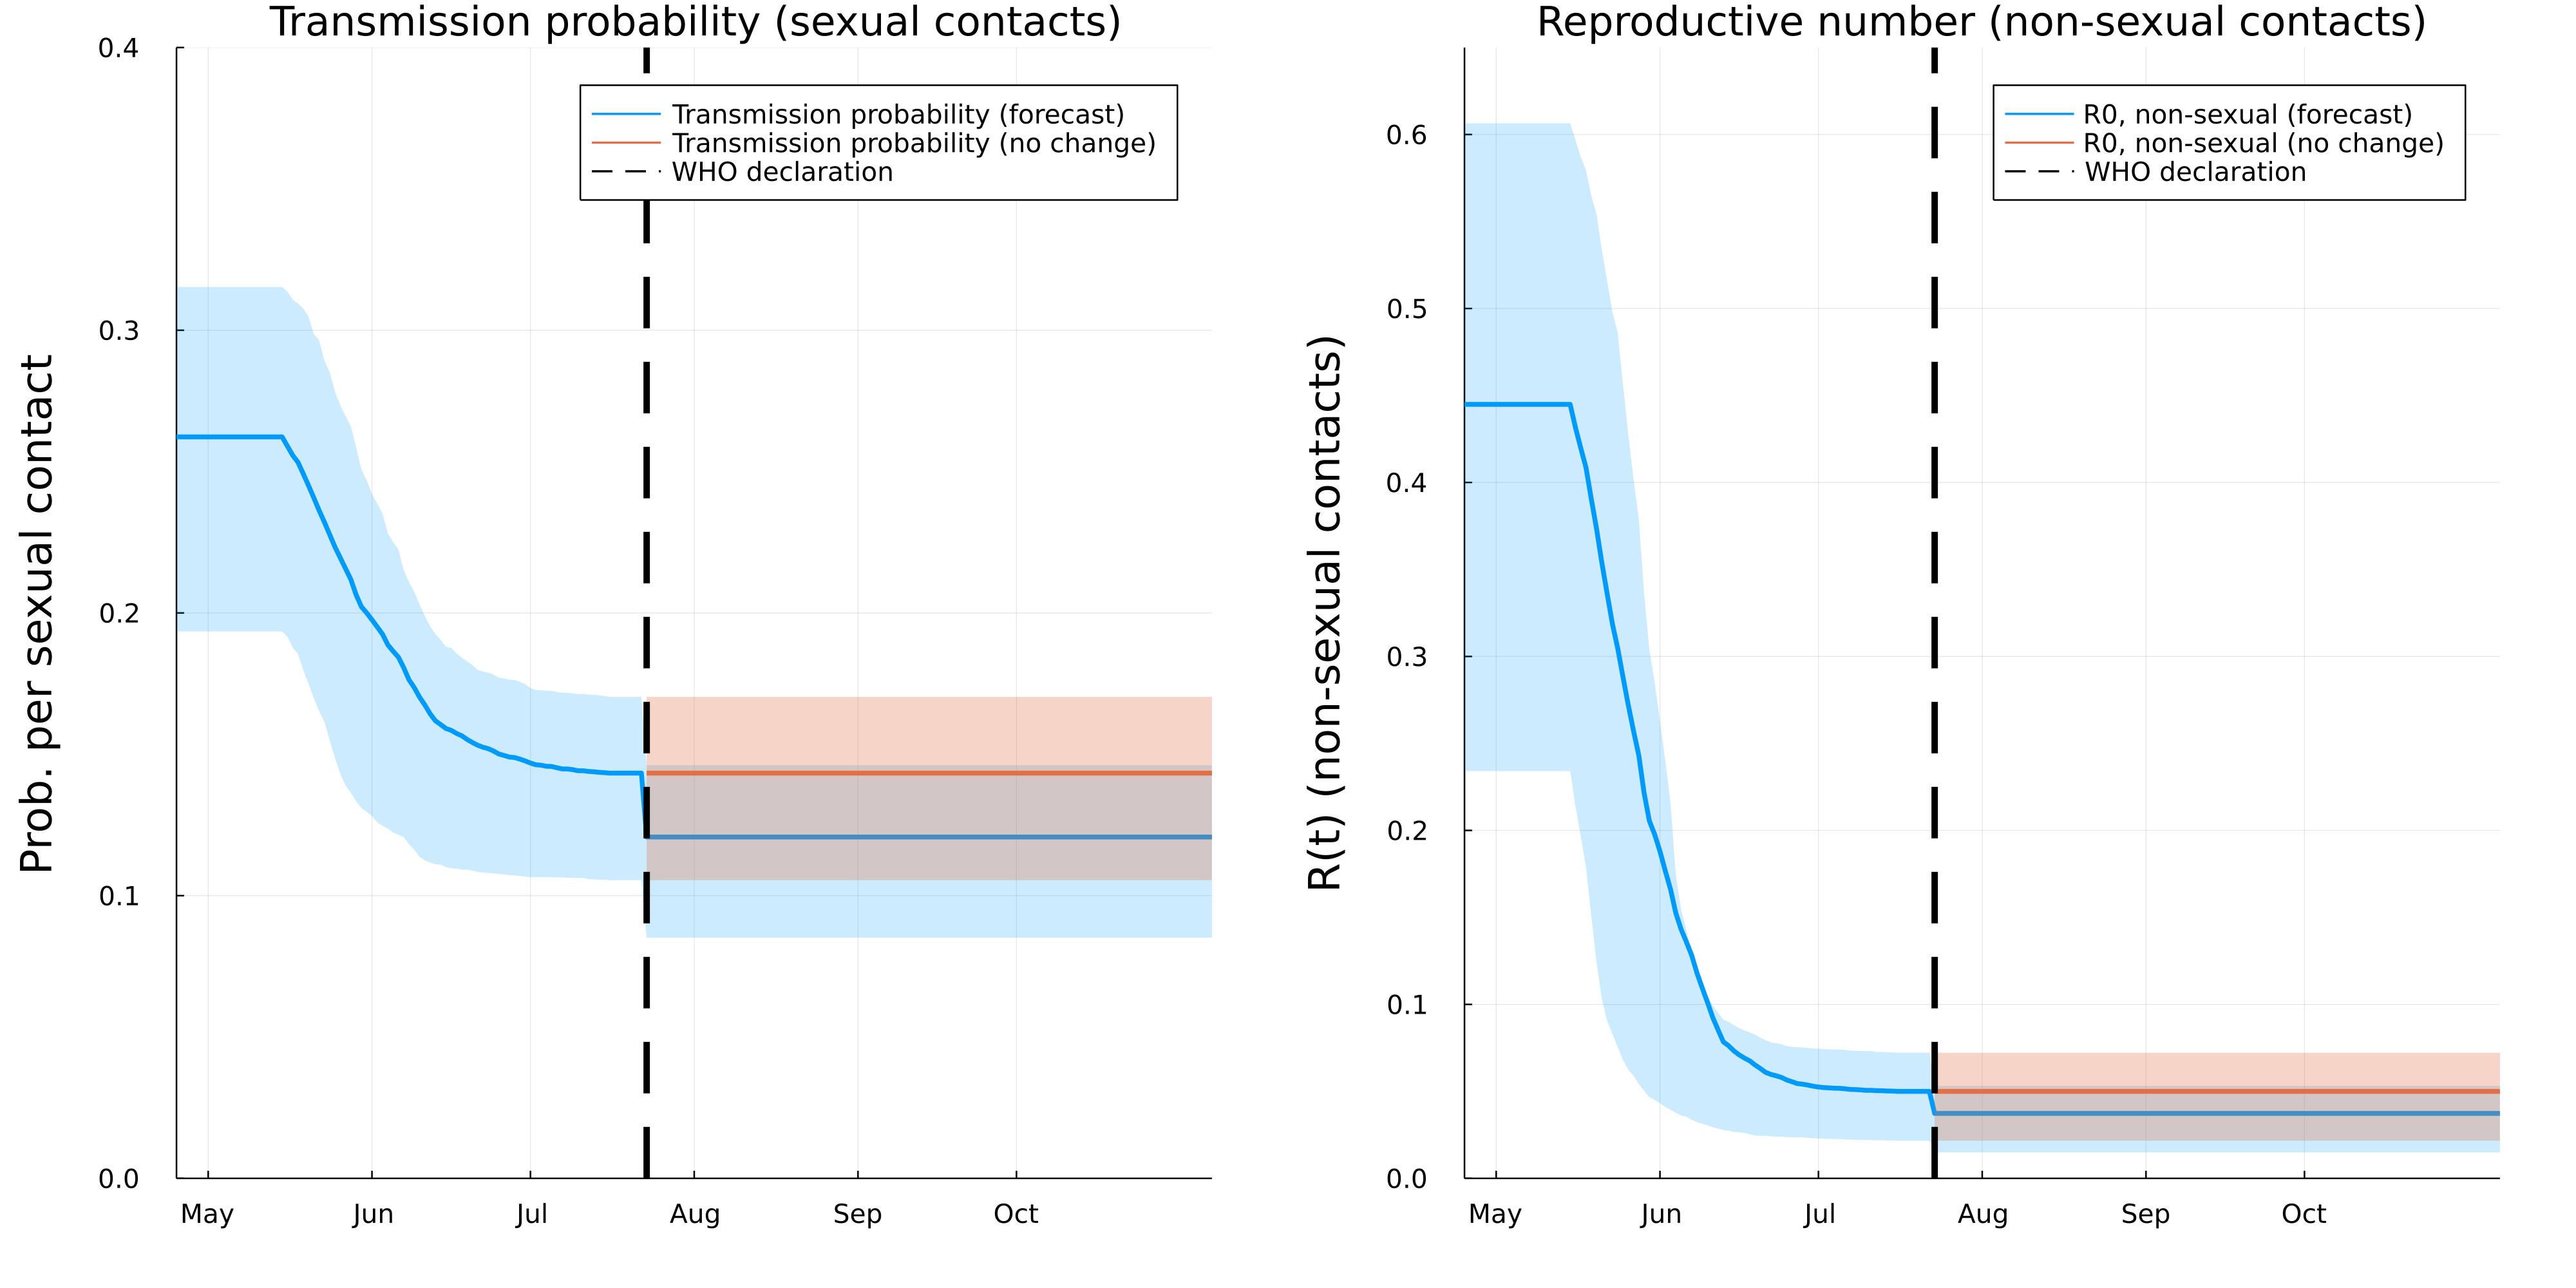 Transmission probability (sexual contacts)
Prob. per sexual contact
0.4
0.3
0.2
0.1
0.0
Transmission probability (forecast)
Transmission probability (no change)
WHO declaration
May Jun Jul Aug Sep Oct
Reproductive number (non-sexual contacts)
R(t) (non-sexual contacts)
0.6
0.5
0.4
0.3
0.2
0.1
0.0
R0, non-sexual (forecast)
R0, non-sexual (no change)
WHO declaration
May Jun Jul Aug Sep Oct